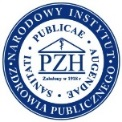 NARODOWY INSTYTUT
ZDROWIA PUBLICZNEGO
SANITATI PUBLICAE AUGENDAE
PZH
Założony w 1918 r.